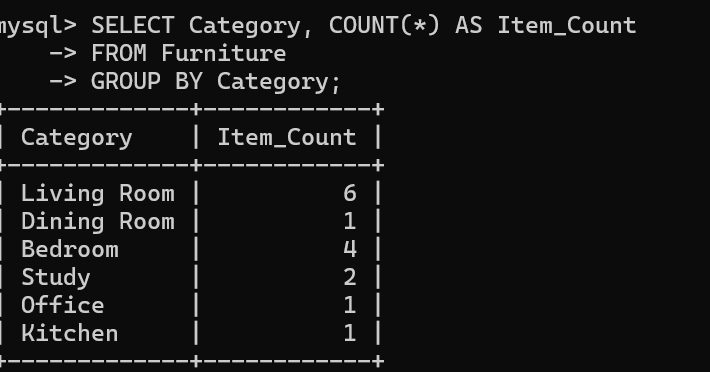 mysql> SELECT Category, COUNT(*) AS Item_Count
    -> FROM Furniture
    -> GROUP BY Category;
+-------------+------------+
| Category    | Item_Count |
+-------------+------------+
| Living Room |          6 |
| Dining Room |          1 |
| Bedroom     |          4 |
| Study       |          2 |
| Office      |          1 |
| Kitchen     |          1 |
+-------------+------------+